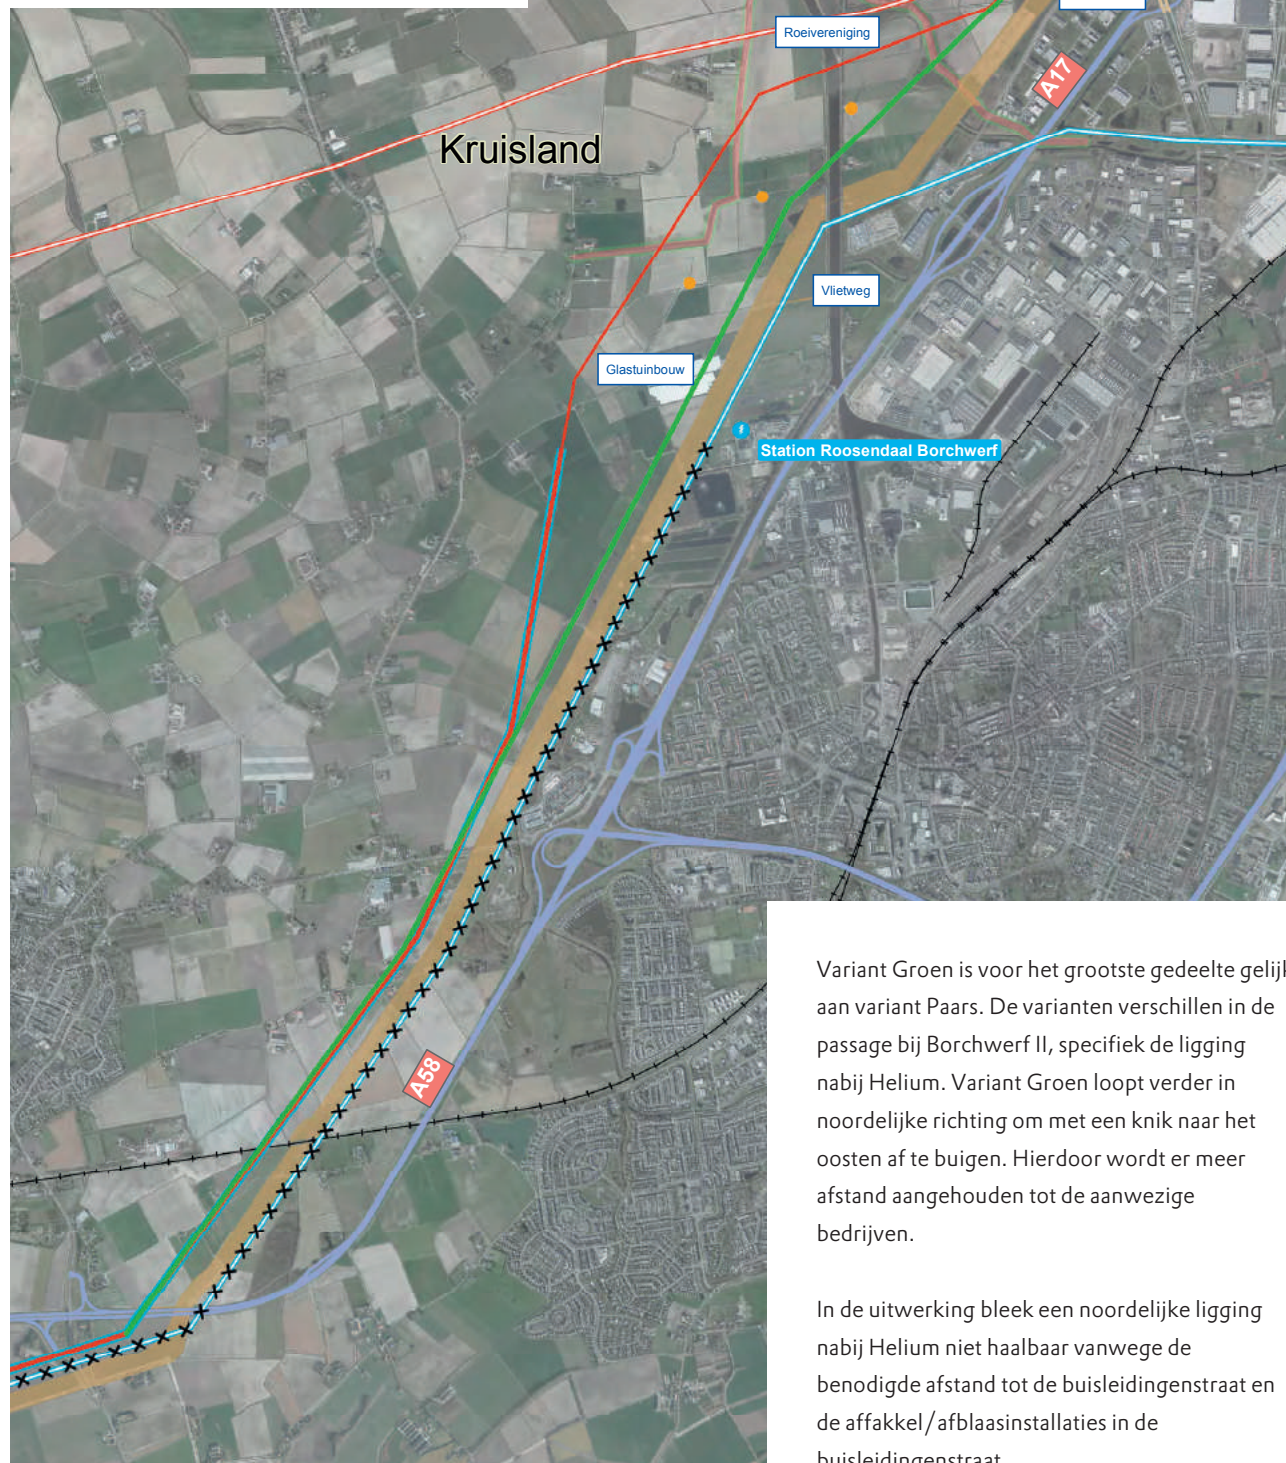 Roeivereniging
A17
Kruisland
Vlietweg
Glastuinbouw
Station Roosendaal Borchwerf
A58
Variant Groen is voor het grootste gedeelte gelijk
aan variant Paars. De varianten verschillen in de
passage bij Borchwerf II, specifiek de ligging
nabij Helium. Variant Groen loopt verder in
noordelijke richting om met een knik naar het
oosten af te buigen. Hierdoor wordt er meer
afstand aangehouden tot de aanwezige
bedrijven.
In de uitwerking bleek een noordelijke ligging
nabij Helium niet haalbaar vanwege de
benodigde afstand tot de buisleidingenstraat en
de affakkel/afblaasinstallaties in de
buisleidingenstraat